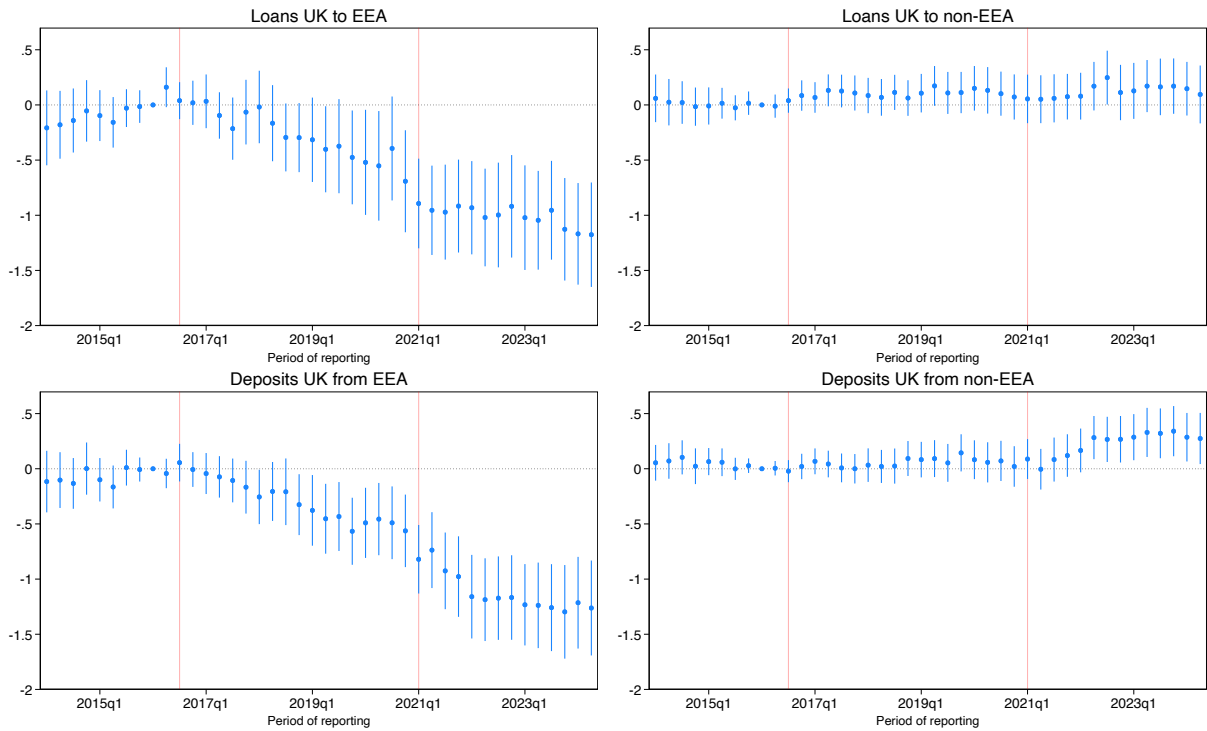 Loans UK to EEA
.5
0
-.5
-1
-1.5
-2
2015q1 2017q1 2019q1 2021q1 2023q1
Period of reporting
Loans UK to non-EEA
.5
0
-.5
-1
-1.5
-2
2015q1 2017q1 2019q1 2021q1 2023q1
Period of reporting
Deposits UK from EEA
.5
0
-.5
-1
-1.5
-2
2015q1 2017q1 2019q1 2021q1 2023q1
Period of reporting
Deposits UK from non-EEA
.5
0
-.5
-1
-1.5
-2
2015q1 2017q1 2019q1 2021q1 2023q1
Period of reporting